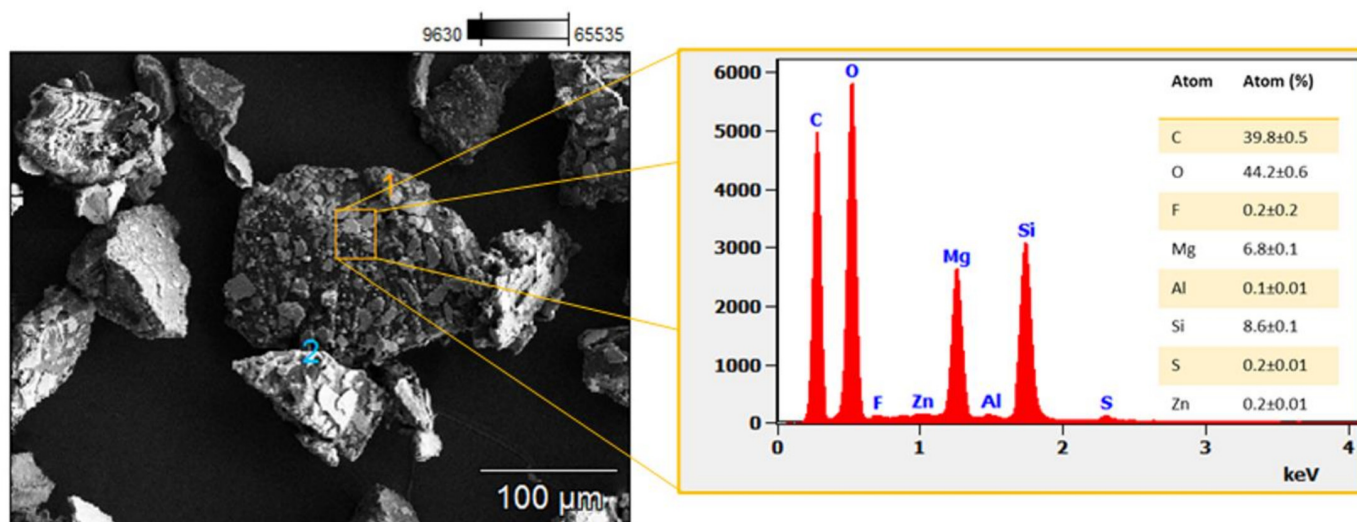 9630 65535
1
2
100 µm
6000
5000
4000
3000
2000
1000
0
C
O
F
Zn
Mg
Al
Si
S
0 1 2 3 4
keV
Atom Atom (%)
C 39.8±0.5
O 44.2±0.6
F 0.2±0.2
Mg 6.8±0.1
Al 0.1±0.01
Si 8.6±0.1
S 0.2±0.01
Zn 0.2±0.01